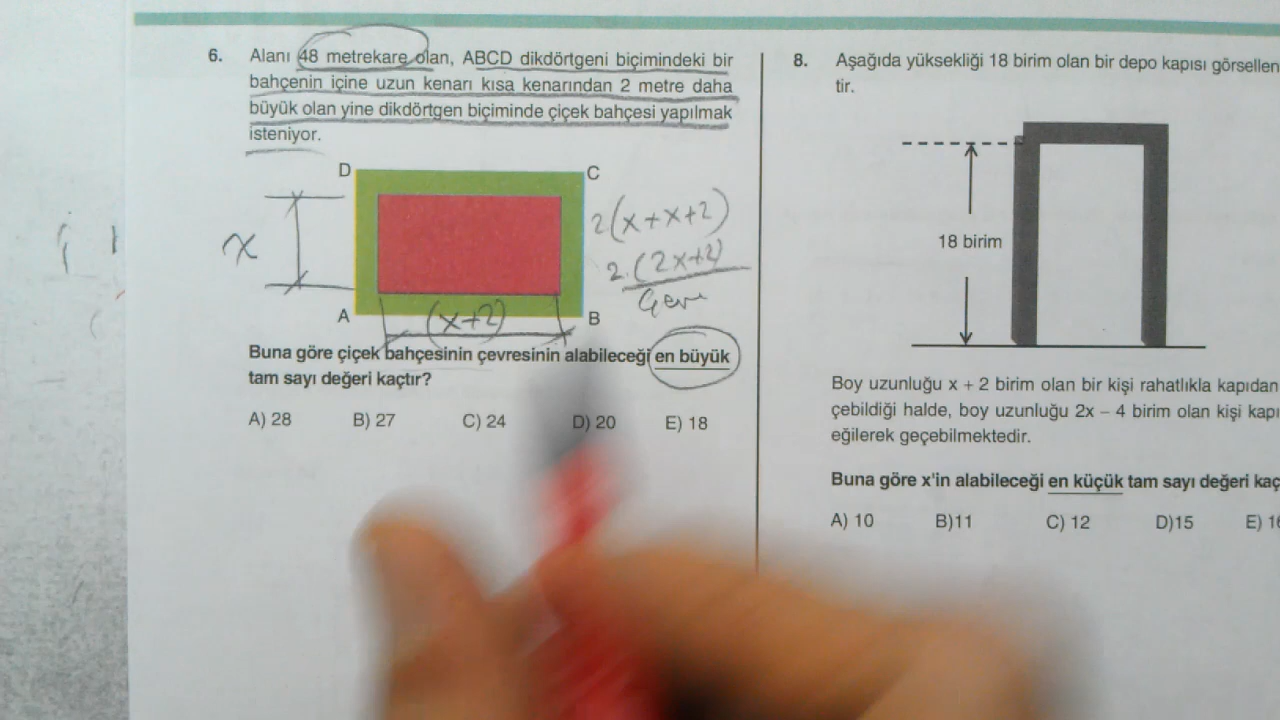 6. Alanı 48 metrekare olan, ABCD dikdörtgeni biçimindeki bir
bahçenin içine uzun kenarı kısa kenarından 2 metre daha
büyük olan yine dikdörtgen biçiminde çiçek bahçesi yapılmak
isteniyor.
D
C
x
2(x+x+2)
2.(2x+2)
A
(x+2)
B
Buna göre çiçek bahçesinin çevresinin alabileceği en büyük
tam sayı değeri kaçtır?
A) 28 B) 27 C) 24 D) 20 E) 18
8. Aşağıda yüksekliği 18 birim olan bir depo kapısı görsellen
tir.
18 birim
Boy uzunluğu x + 2 birim olan bir kişi rahatlıkla kapıdan
çebildiği halde, boy uzunluğu 2x – 4 birim olan kişi kapı
eğilerek geçebilmektedir.
Buna göre x'in alabileceği en küçük tam sayı değeri kaç
A) 10 B)11 C) 12 D)15 E) 16